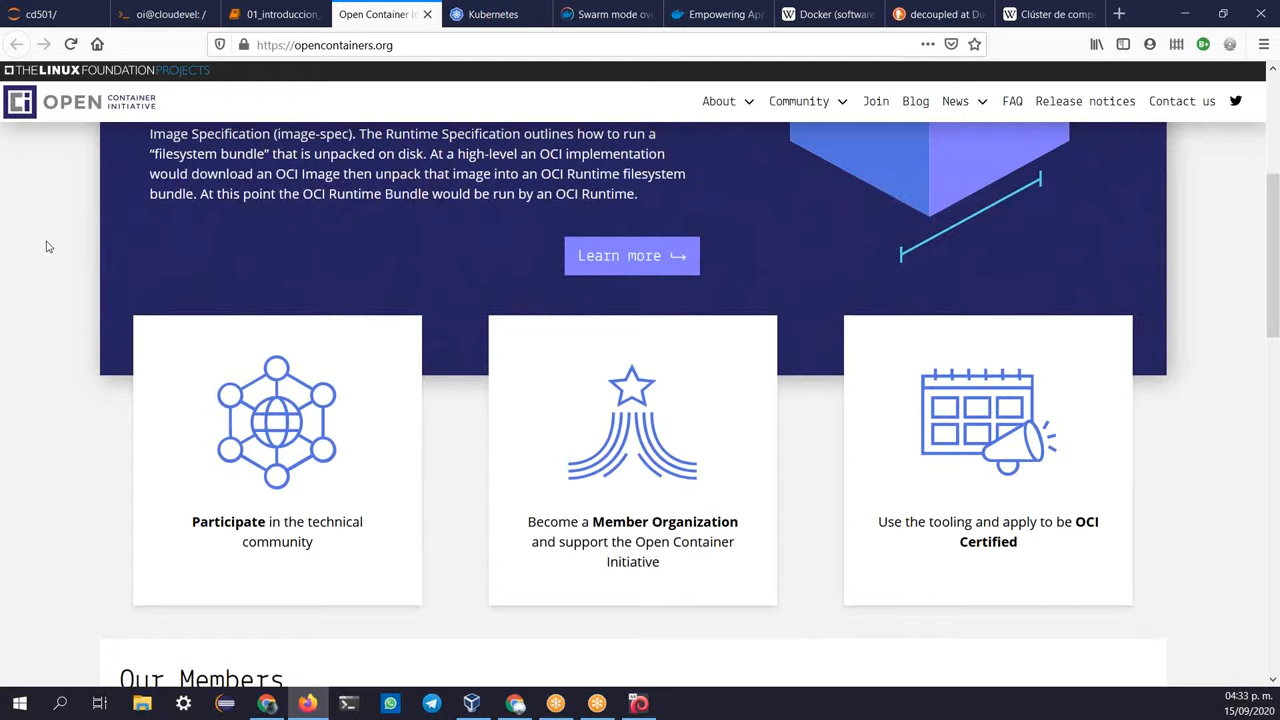 cd501/
oi@cloudevel: /
01_introduccion_
Open Container In
Kubernetes
Swarm mode ove
Empowering App
Docker (software
decoupled at Du
Clúster de compu
https://opencontainers.org
THE LINUX FOUNDATION PROJECTS
OPEN CONTAINER INITIATIVE
About
Community
Join
Blog
News
FAQ
Release notices
Contact us
Image Specification (image-spec). The Runtime Specification outlines how to run a
“filesystem bundle” that is unpacked on disk. At a high-level an OCI implementation
would download an OCI Image then unpack that image into an OCI Runtime filesystem
bundle. At this point the OCI Runtime Bundle would be run by an OCI Runtime.
Learn more
Participate in the technical
community
Become a Member Organization
and support the Open Container
Initiative
Use the tooling and apply to be OCI
Certified
Our Members
04:33 p. m.
15/09/2020